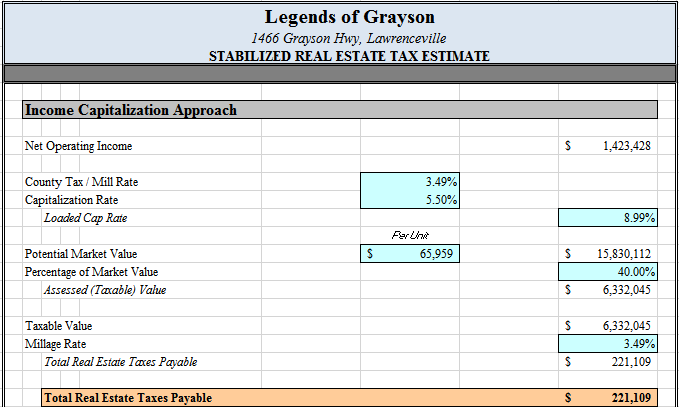 Legends of Grayson
1466 Grayson Hwy, Lawrenceville
STABILIZED REAL ESTATE TAX ESTIMATE
Income Capitalization Approach
Net Operating Income $ 1,423,428
County Tax / Mill Rate 3.49%
Capitalization Rate 5.50%
Loaded Cap Rate 8.99%
Per Unit
Potential Market Value $ 65,959 $ 15,830,112
Percentage of Market Value 40.00%
Assessed (Taxable) Value $ 6,332,045
Taxable Value $ 6,332,045
Millage Rate 3.49%
Total Real Estate Taxes Payable $ 221,109
Total Real Estate Taxes Payable $ 221,109